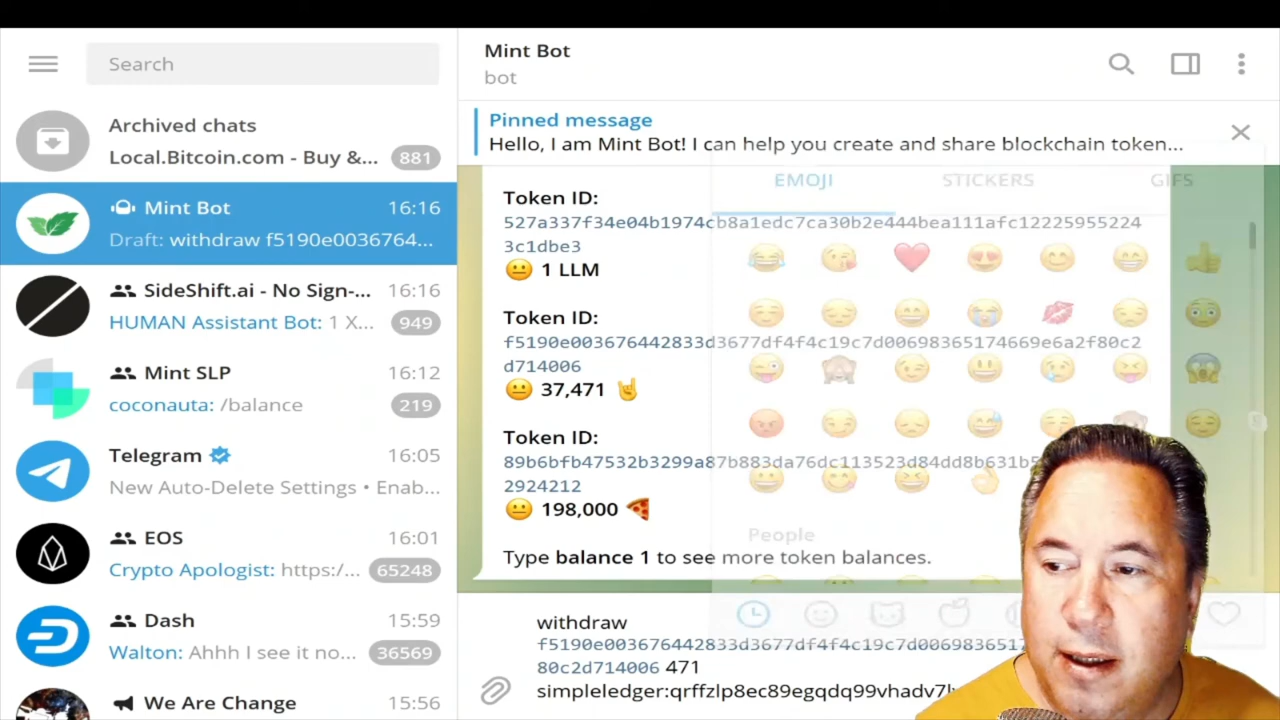 Search
Archived chats
Local.Bitcoin.com - Buy &... 881
Mint Bot 16:16
Draft: withdraw f5190e0036764...
SideShift.ai - No Sign-... 16:16
HUMAN Assistant Bot: 1 X... 949
Mint SLP 16:12
coconauta: /balance 219
Telegram 16:05
New Auto-Delete Settings • Enab...
EOS 16:01
Crypto Apologist: https:/... 65248
Dash 15:59
Walton: Ahhh I see it no... 36569
We Are Change 15:56
Mint Bot
bot
Pinned message
Hello, I am Mint Bot! I can help you create and share blockchain token...
EMOJI STICKERS GIFS
Token ID:
527a337f34e04b1974cb8a1edc7ca30b2e444bea111afc12225955224
3c1dbe3
1 LLM
Token ID:
f5190e003676442833d3677df4f4c19c7d00698365174669e6a2f80c2
d714006
37,471
Token ID:
89b6bfb47532b3299a87b883da76dc113523d84dd8b631b5
2924212
198,000
People
Type balance 1 to see more token balances.
withdraw
f5190e003676442833d3677df4f4c19c7d006983651
80c2d714006 471
simpleledger:qrffzlp8ec89egqdq99vhadv7l